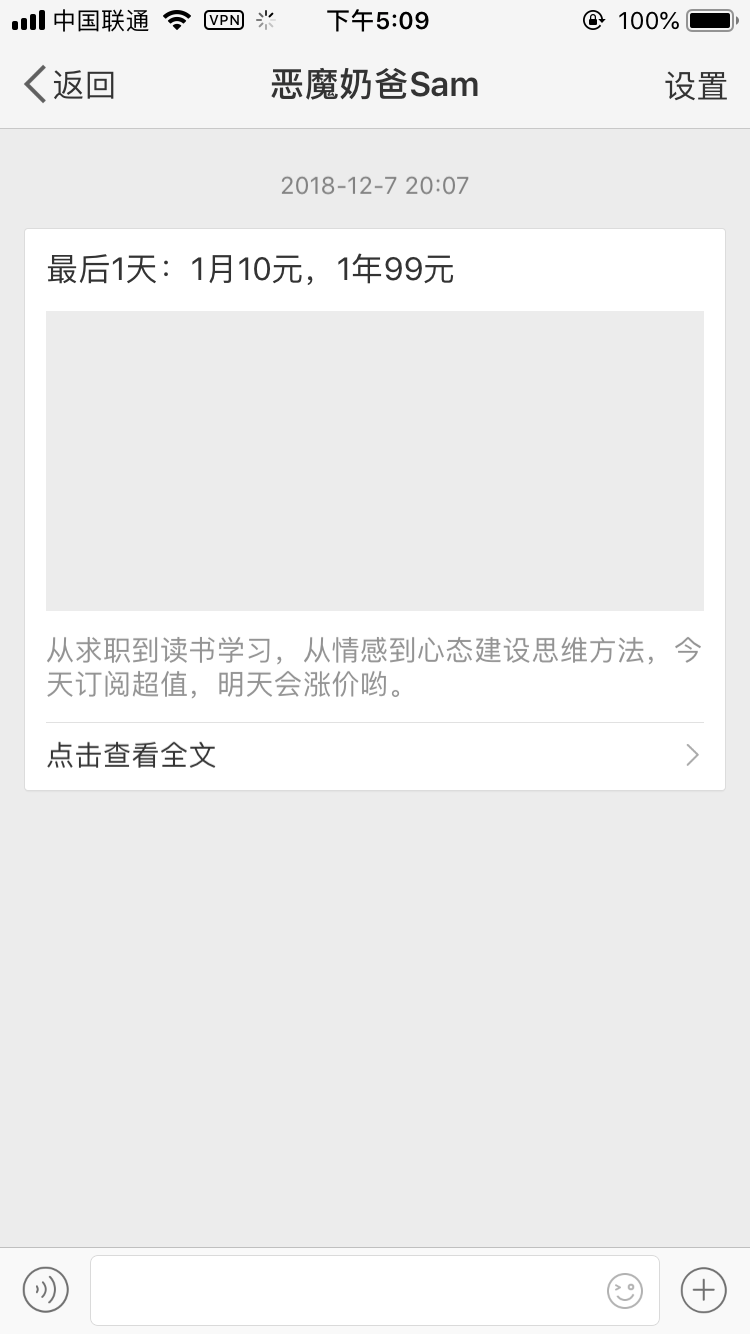 中国联通 VPN 下午5:09 100%
返回 恶魔奶爸Sam 设置
2018-12-7 20:07
最后1天：1月10元，1年99元
从求职到读书学习，从情感到心态建设思维方法，今
天订阅超值，明天会涨价哟。
点击查看全文